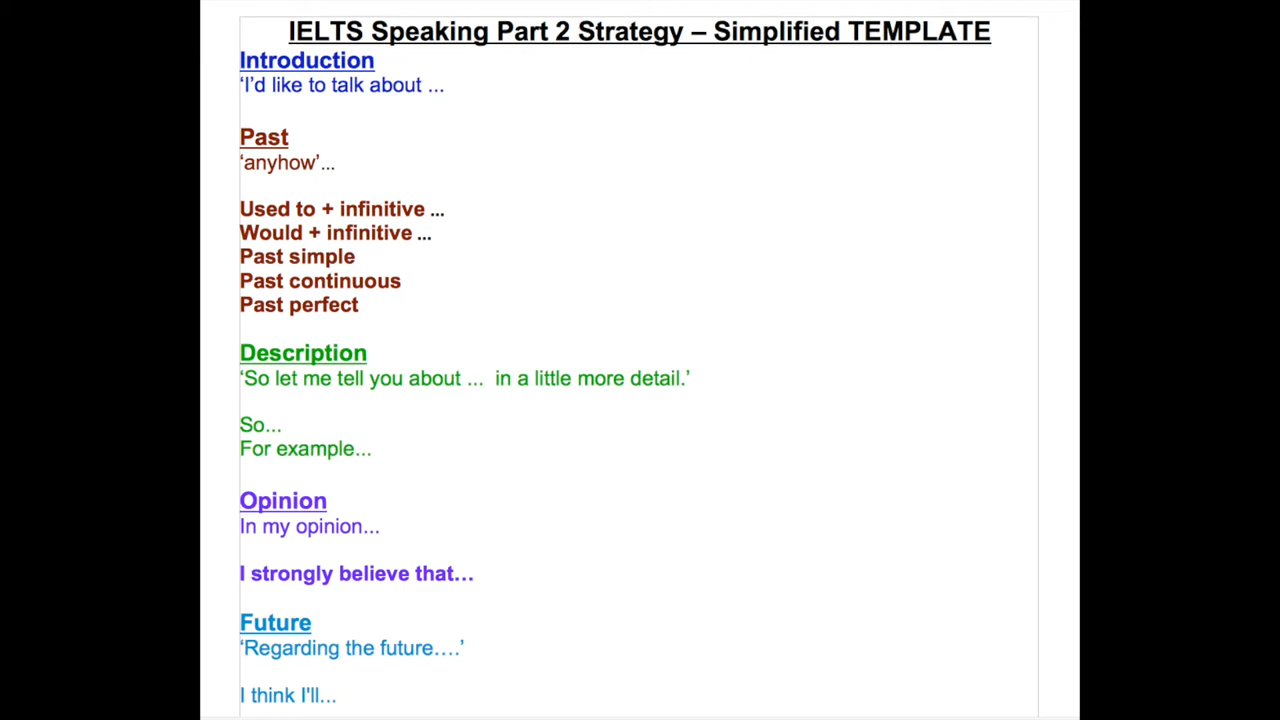 IELTS Speaking Part 2 Strategy – Simplified TEMPLATE
Introduction
‘I’d like to talk about ...
Past
‘anyhow’...
Used to + infinitive ...
Would + infinitive ...
Past simple
Past continuous
Past perfect
Description
‘So let me tell you about ...  in a little more detail.’
So...
For example...
Opinion
In my opinion...
I strongly believe that…
Future
‘Regarding the future….’
I think I'll...